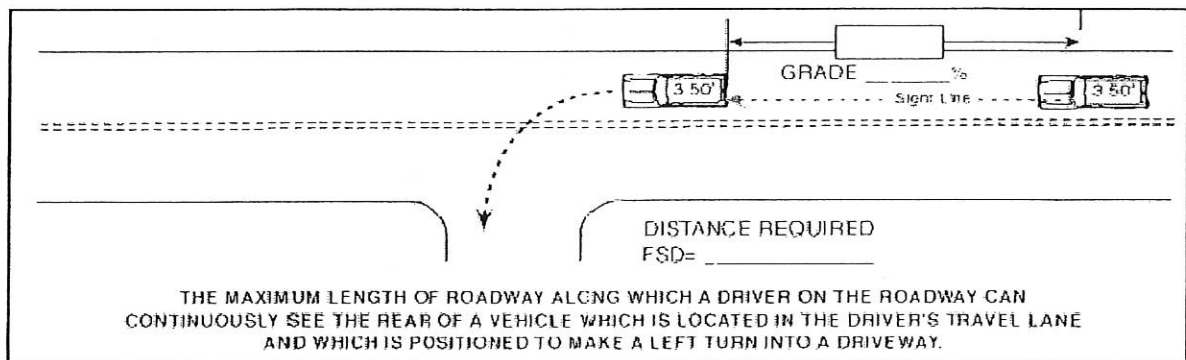 GRADE ______ %
3.50'
Sight Line
3.50'
DISTANCE REQUIRED
FSD= ______________
THE MAXIMUM LENGTH OF ROADWAY ALONG WHICH A DRIVER ON THE ROADWAY CAN
CONTINUOUSLY SEE THE REAR OF A VEHICLE WHICH IS LOCATED IN THE DRIVER'S TRAVEL LANE
AND WHICH IS POSITIONED TO MAKE A LEFT TURN INTO A DRIVEWAY.